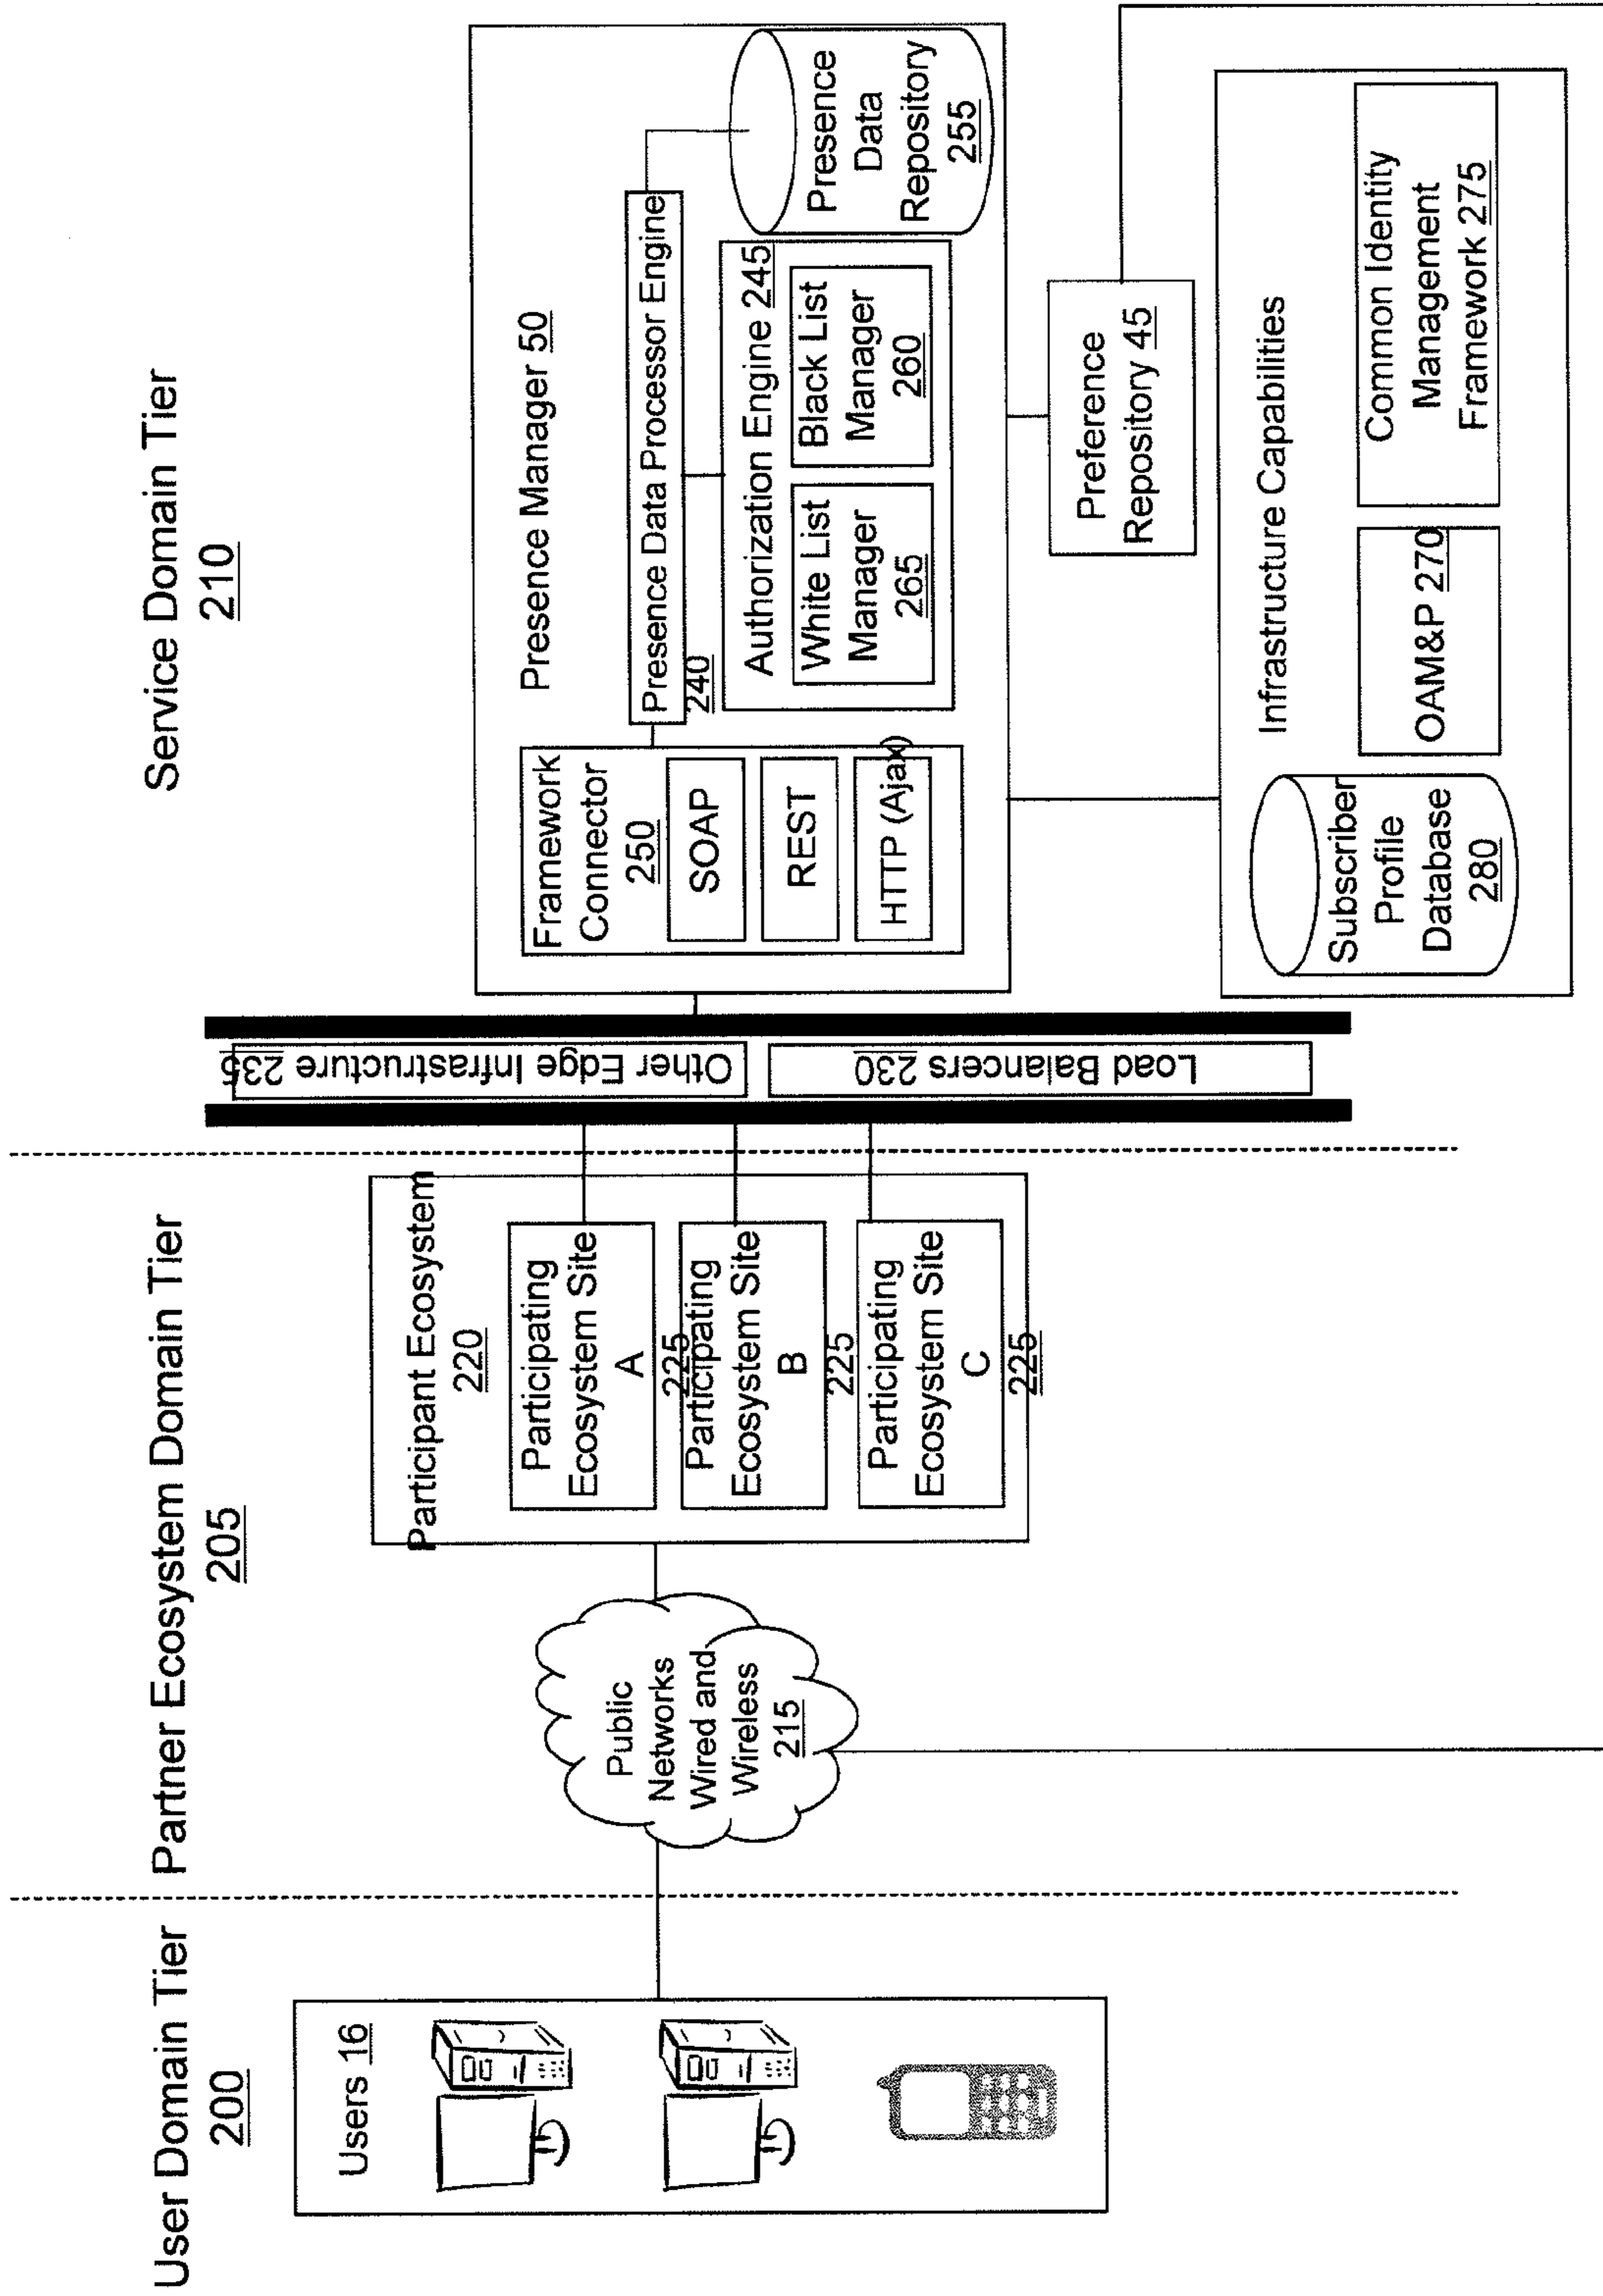 User Domain Tier
200
Partner Ecosystem Domain Tier
205
Service Domain Tier
210
Users 16
Public
Networks
Wired and
Wireless
215
Participant Ecosystem
220
Participating
Ecosystem Site
A
225
Participating
Ecosystem Site
B
225
Participating
Ecosystem Site
C
225
Other Edge Infrastructure 235
Load Balancers 230
Presence Manager 50
Framework
Connector
250
SOAP
REST
HTTP (Ajax)
Presence Data Processor Engine
240
Authorization Engine 245
White List
Manager
265
Black List
Manager
260
Presence
Data
Repository
255
Preference
Repository 45
Infrastructure Capabilities
Subscriber
Profile
Database
280
OAM&P 270
Common Identity
Management
Framework 275